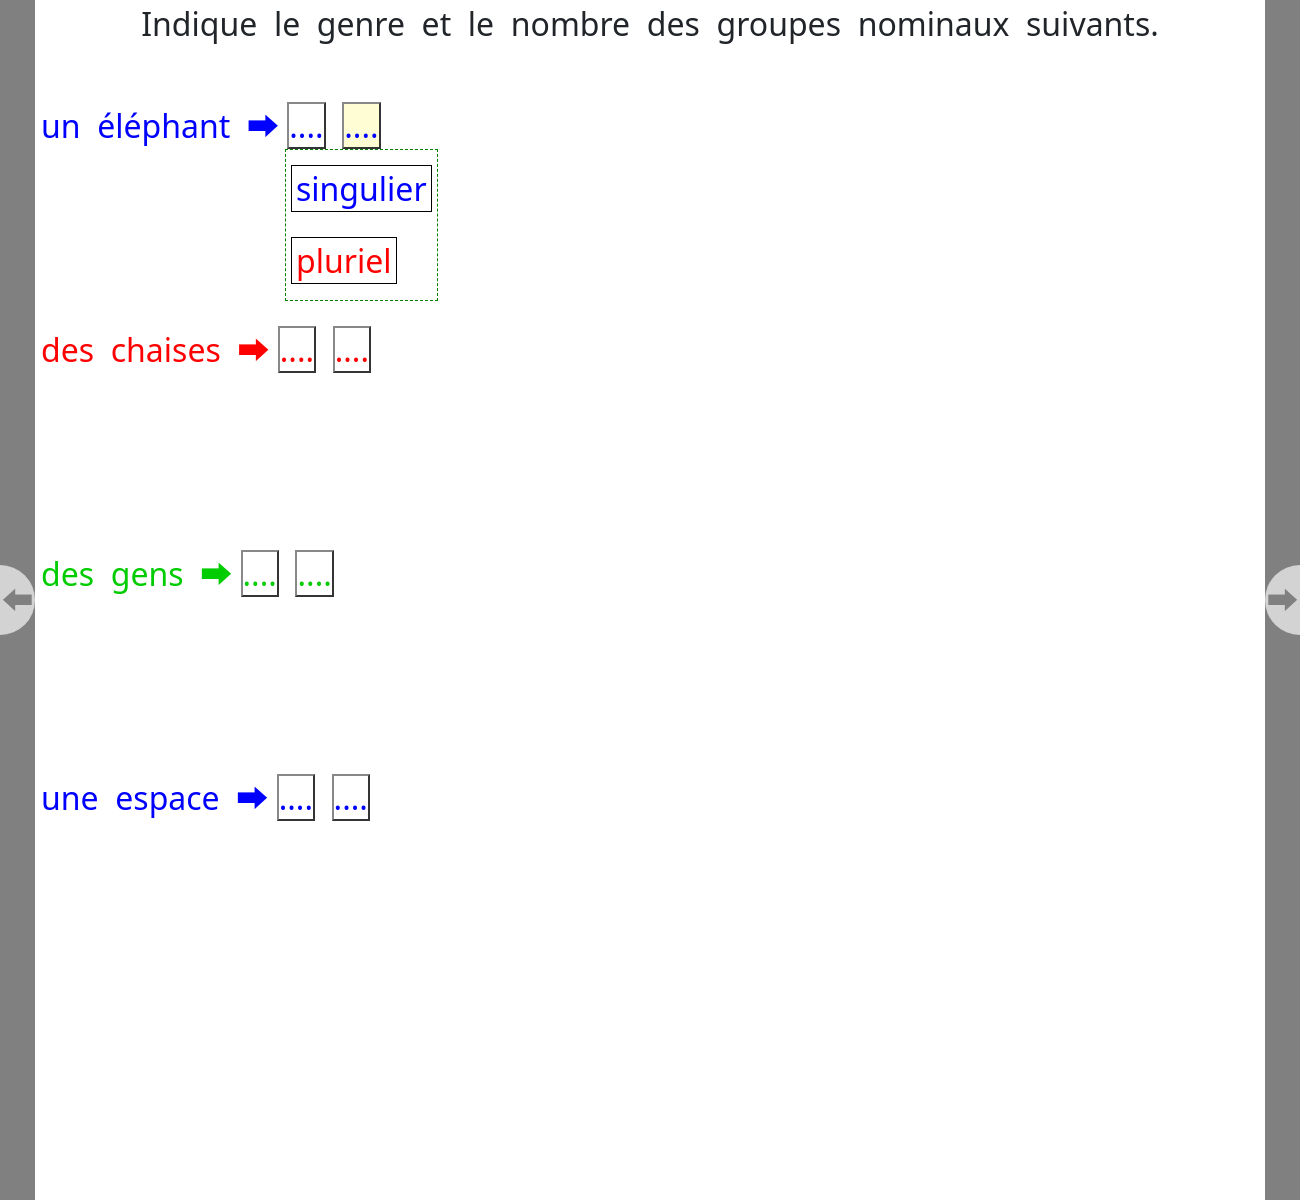 Indique le genre et le nombre des groupes nominaux suivants.
un éléphant 🡆 .... ....
singulier
pluriel
des chaises 🡆 .... ....
des gens 🡆 .... ....
une espace 🡆 .... ....